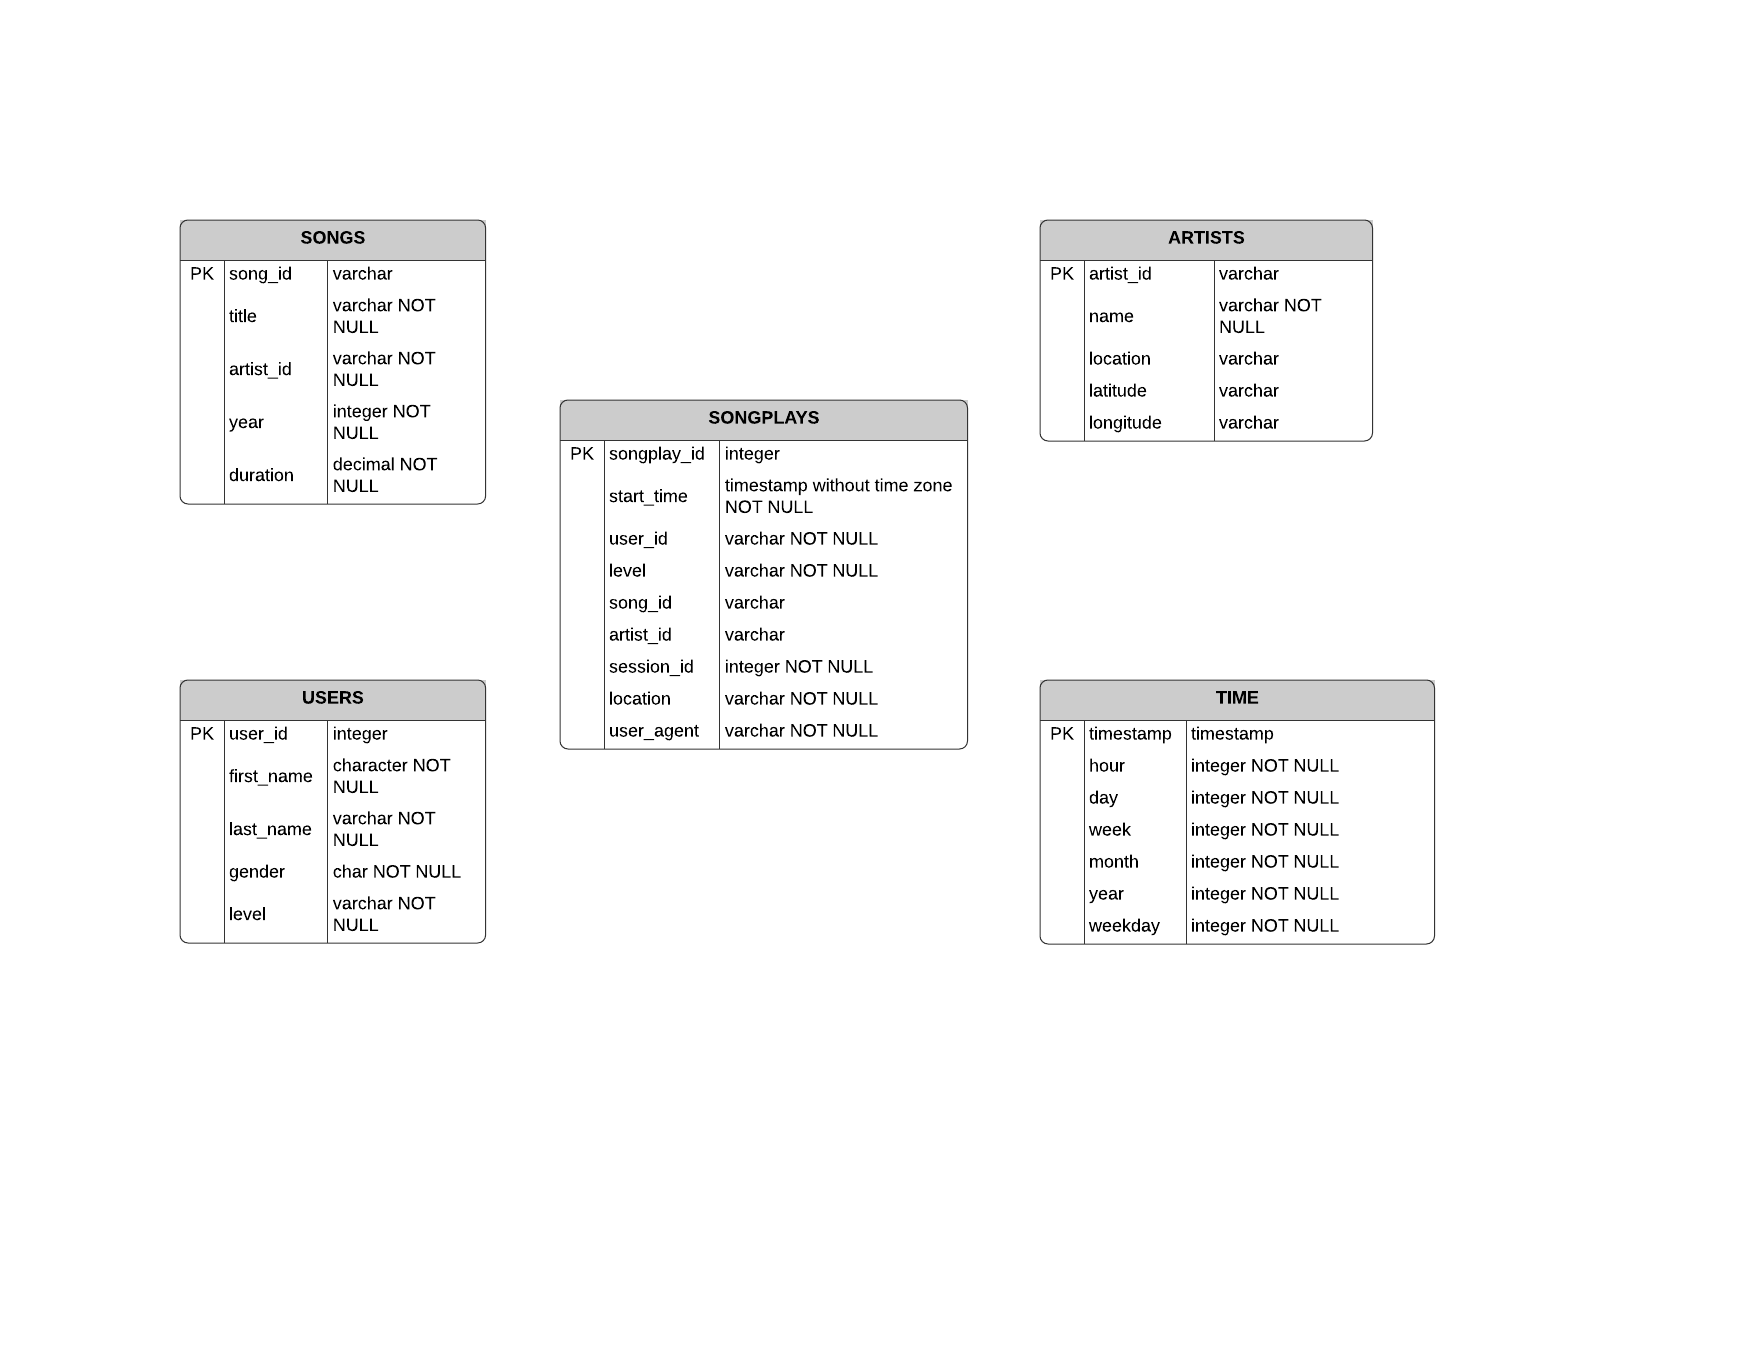 SONGS
PK song_id varchar
title varchar NOT
NULL
artist_id varchar NOT
NULL
year integer NOT
NULL
duration decimal NOT
NULL
ARTISTS
PK artist_id varchar
name varchar NOT
NULL
location varchar
latitude varchar
longitude varchar
SONGPLAYS
PK songplay_id integer
start_time timestamp without time zone
NOT NULL
user_id varchar NOT NULL
level varchar NOT NULL
song_id varchar
artist_id varchar
session_id integer NOT NULL
location varchar NOT NULL
user_agent varchar NOT NULL
USERS
PK user_id integer
first_name character NOT
NULL
last_name varchar NOT
NULL
gender char NOT NULL
level varchar NOT
NULL
TIME
PK timestamp timestamp
hour integer NOT NULL
day integer NOT NULL
week integer NOT NULL
month integer NOT NULL
year integer NOT NULL
weekday integer NOT NULL